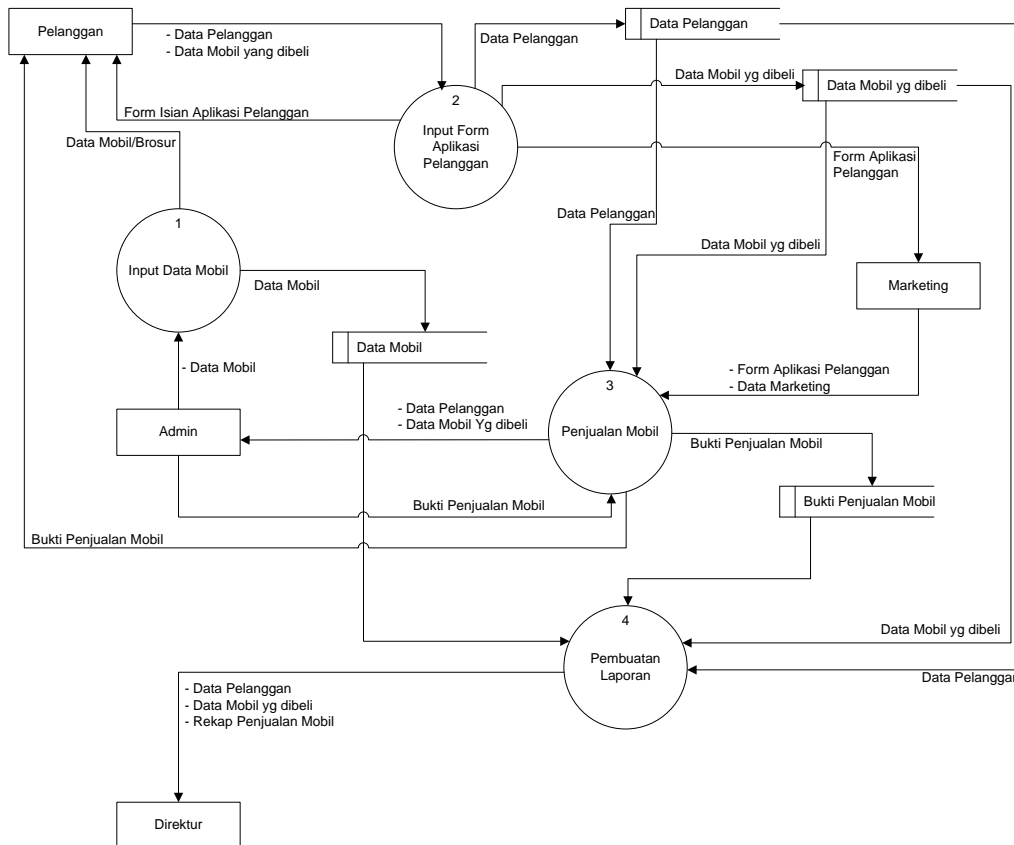 Pelanggan
- Data Pelanggan
- Data Mobil yang dibeli
Data Pelanggan
Data Pelanggan
Data Mobil yg dibeli
Data Mobil yg dibeli
Form Isian Aplikasi Pelanggan
2
Input Form
Aplikasi
Pelanggan
Data Mobil/Brosur
Form Aplikasi
Pelanggan
1
Input Data Mobil
Data Mobil
Data Pelanggan
Data Mobil yg dibeli
Marketing
Data Mobil
- Data Mobil
3
Penjualan Mobil
- Form Aplikasi Pelanggan
- Data Marketing
- Data Pelanggan
- Data Mobil Yg dibeli
Admin
Bukti Penjualan Mobil
Bukti Penjualan Mobil
Bukti Penjualan Mobil
Bukti Penjualan Mobil
4
Pembuatan
Laporan
Data Mobil yg dibeli
Data Pelanggan
- Data Pelanggan
- Data Mobil yg dibeli
- Rekap Penjualan Mobil
Direktur